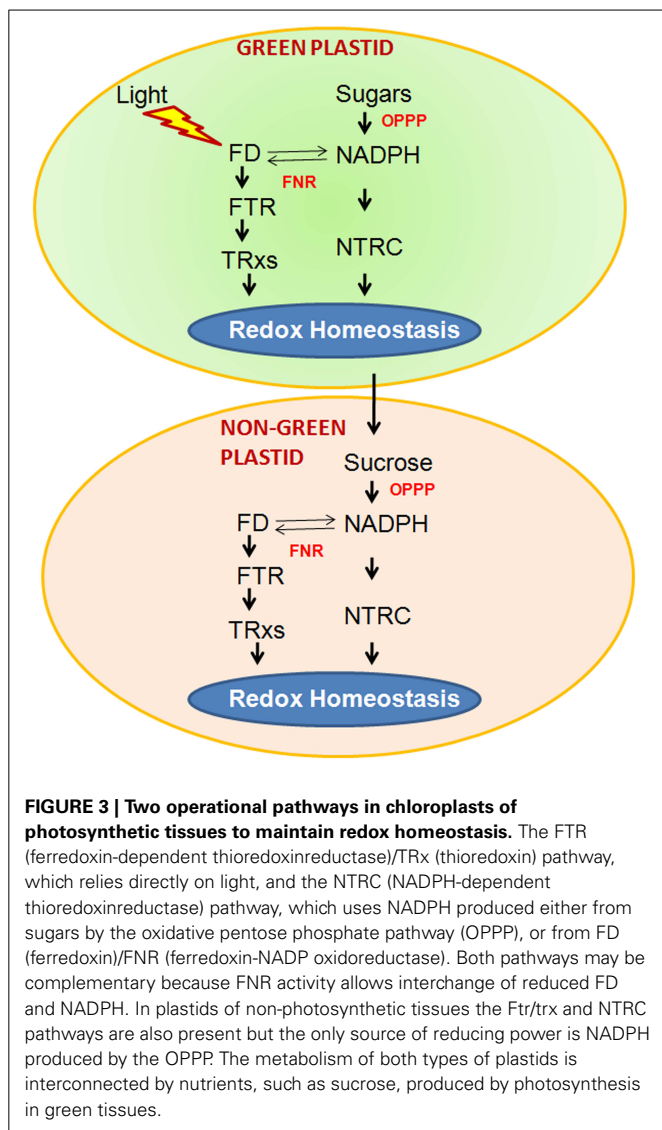 GREEN PLASTID
Light
Sugars
OPPP
FD
NADPH
FNR
FTR
TRxs
NTRC
Redox Homeostasis
NON-GREEN
PLASTID
Sucrose
OPPP
FD
NADPH
FNR
FTR
TRxs
NTRC
Redox Homeostasis
FIGURE 3 | Two operational pathways in chloroplasts of
photosynthetic tissues to maintain redox homeostasis. The FTR
(ferredoxin-dependent thioredoxinreductase)/TRx (thioredoxin) pathway,
which relies directly on light, and the NTRC (NADPH-dependent
thioredoxinreductase) pathway, which uses NADPH produced either from
sugars by the oxidative pentose phosphate pathway (OPPP), or from FD
(ferredoxin)/FNR (ferredoxin-NADP oxidoreductase). Both pathways may be
complementary because FNR activity allows interchange of reduced FD
and NADPH. In plastids of non-photosynthetic tissues the Ftr/trx and NTRC
pathways are also present but the only source of reducing power is NADPH
produced by the OPPP. The metabolism of both types of plastids is
interconnected by nutrients, such as sucrose, produced by photosynthesis
in green tissues.